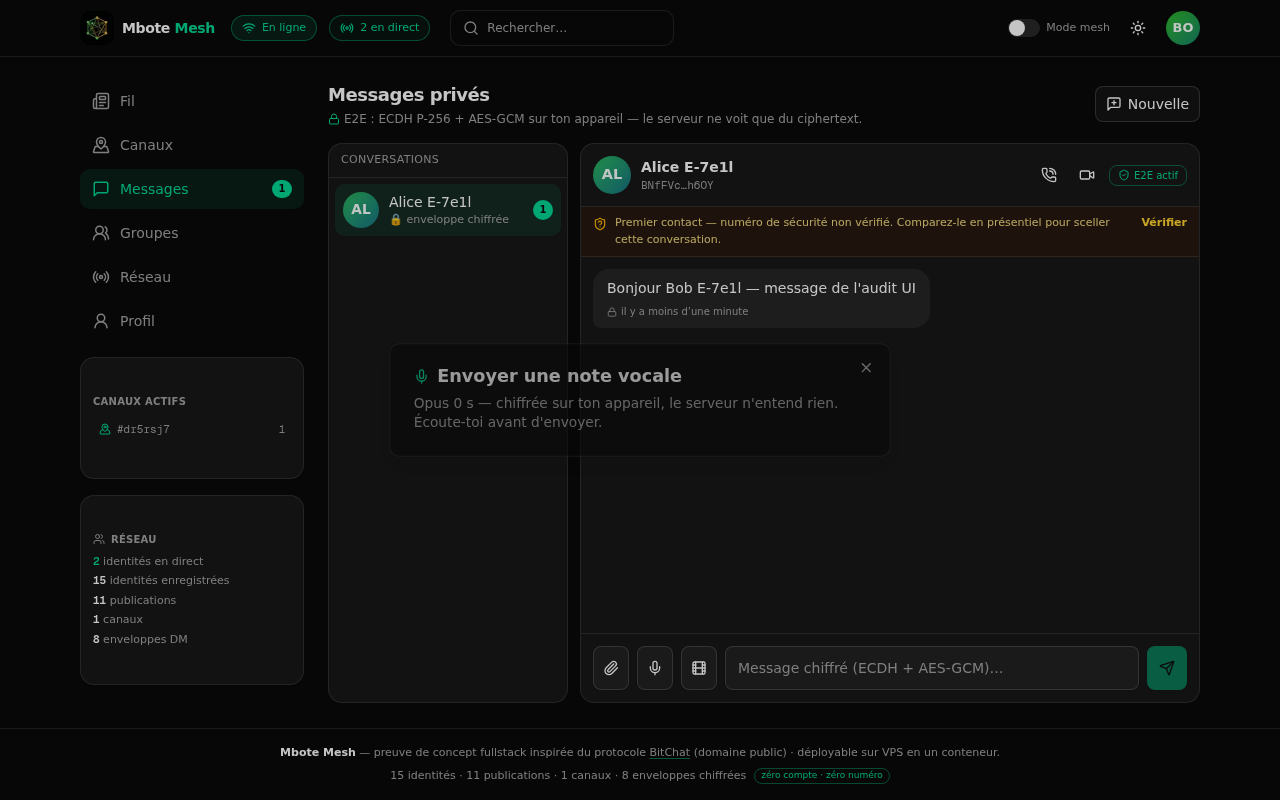 Mbote Mesh
En ligne
2 en direct
Rechercher…
Mode mesh
BO
Fil
Canaux
Messages
1
Groupes
Réseau
Profil
CANAUX ACTIFS
#dr5rsj7
1
RÉSEAU
2 identités en direct
15 identités enregistrées
11 publications
1 canaux
8 enveloppes DM
Messages privés
E2E : ECDH P-256 + AES-GCM sur ton appareil — le serveur ne voit que du ciphertext.
Nouvelle
CONVERSATIONS
AL
Alice E-7e1l
🔒 enveloppe chiffrée
1
AL
Alice E-7e1l
BNfFVc…h6OY
E2E actif
Premier contact — numéro de sécurité non vérifié. Comparez-le en présentiel pour sceller
cette conversation.
Vérifier
Bonjour Bob E-7e1l — message de l'audit UI
il y a moins d’une minute
Envoyer une note vocale
Opus 0 s — chiffrée sur ton appareil, le serveur n'entend rien.
Écoute-toi avant d'envoyer.
Message chiffré (ECDH + AES-GCM)…
Mbote Mesh — preuve de concept fullstack inspirée du protocole BitChat (domaine public) · déployable sur VPS en un conteneur.
15 identités · 11 publications · 1 canaux · 8 enveloppes chiffrées
zéro compte · zéro numéro